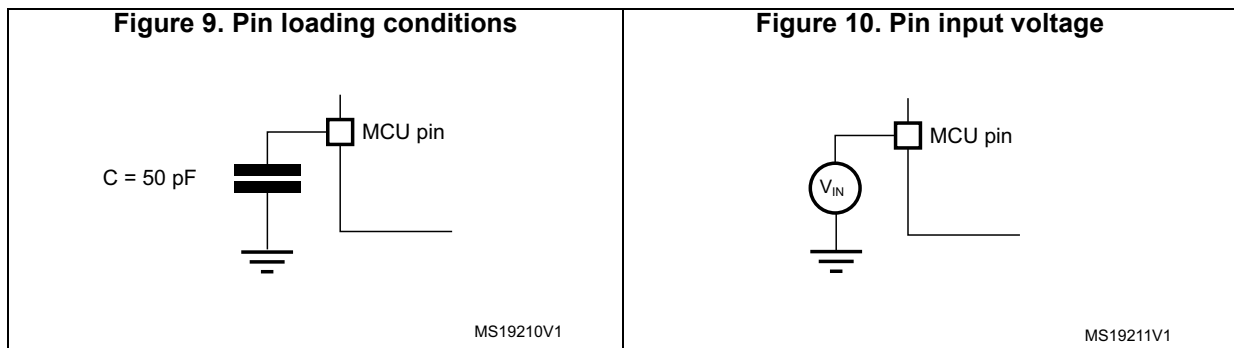 Figure 9. Pin loading conditions
MCU pin
C = 50 pF
MS19210V1
Figure 10. Pin input voltage
MCU pin
VIN
MS19211V1